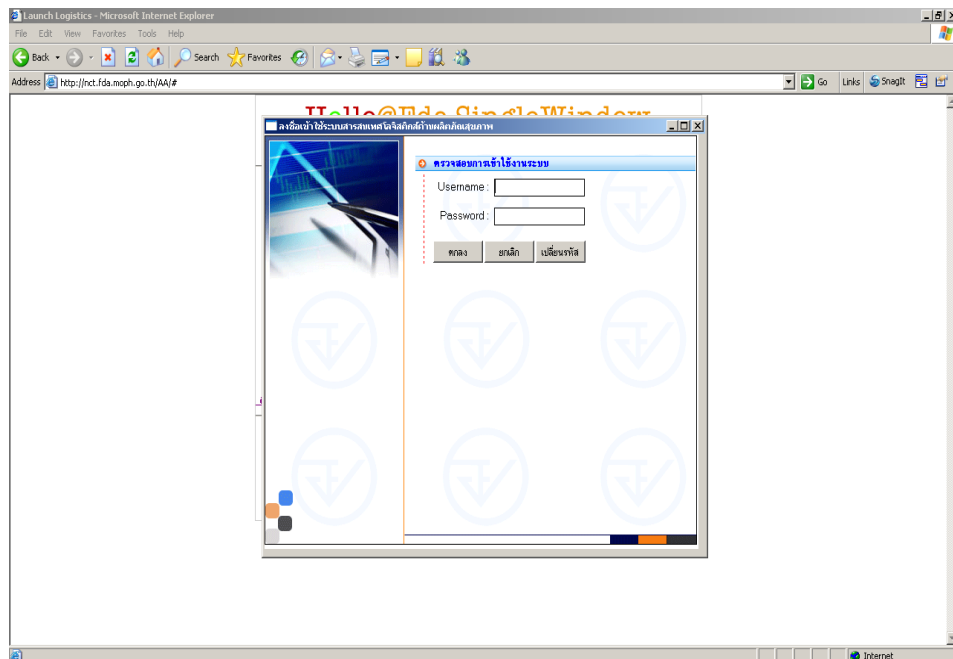 Launch Logistics - Microsoft Internet Explorer
File Edit View Favorites Tools Help
Back Search Favorites
Address http://nct.fda.moph.go.th/AA/# Go Links SnagIt
Hello@Fda SingleWindow
ลงชื่อเข้าใช้ระบบสารสนเทศโลจิสติกส์ด้านผลิตภัณฑ์สุขภาพ
ตรวจสอบการเข้าใช้งานระบบ
Username :
Password :
ตกลง ยกเลิก เปลี่ยนรหัส
Internet